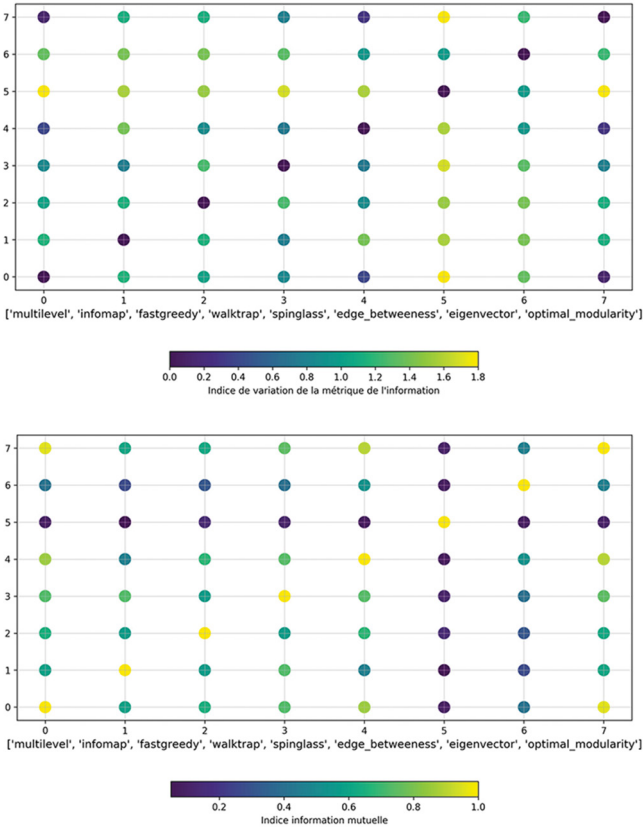 7
6
5
4
3
2
1
0
0 1 2 3 4 5 6 7
['multilevel', 'infomap', 'fastgreedy', 'walktrap', 'spinglass', 'edge_betweeness', 'eigenvector', 'optimal_modularity']
0.0 0.2 0.4 0.6 0.8 1.0 1.2 1.4 1.6 1.8
Indice de variation de la métrique de l'information
7
6
5
4
3
2
1
0
0 1 2 3 4 5 6 7
['multilevel', 'infomap', 'fastgreedy', 'walktrap', 'spinglass', 'edge_betweeness', 'eigenvector', 'optimal_modularity']
0.2 0.4 0.6 0.8 1.0
Indice information mutuelle